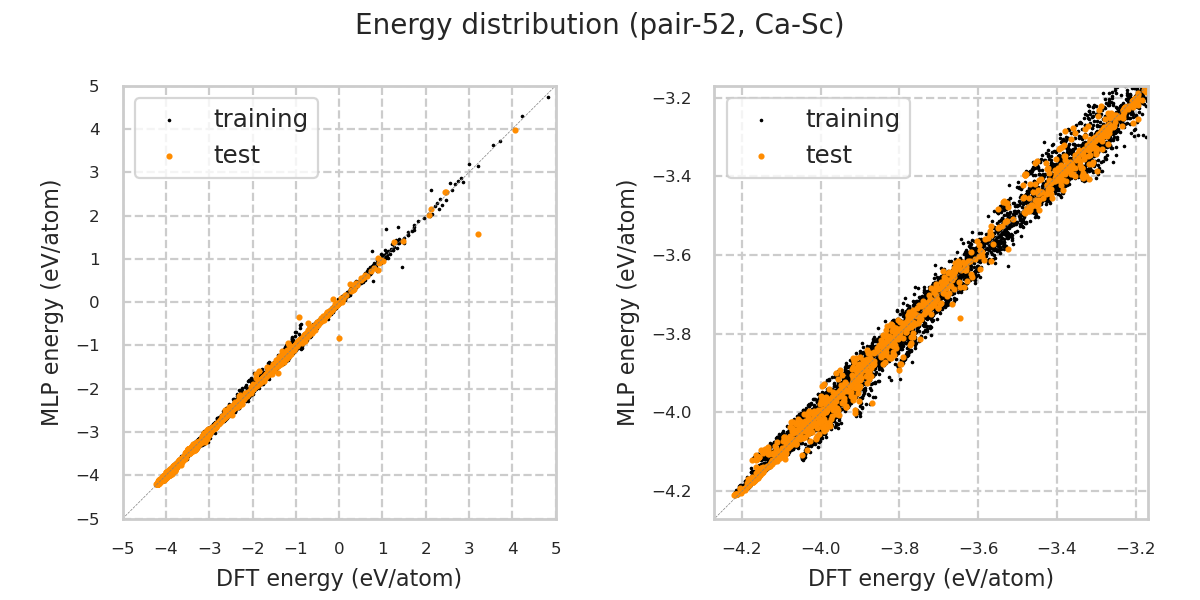 Energy distribution (pair-52, Ca-Sc)
MLP energy (eV/atom)
5
4
3
2
1
0
−1
−2
−3
−4
−5
training
test
−5 −4 −3 −2 −1 0 1 2 3 4 5
DFT energy (eV/atom)
MLP energy (eV/atom)
−3.2
−3.4
−3.6
−3.8
−4.0
−4.2
training
test
−4.2 −4.0 −3.8 −3.6 −3.4 −3.2
DFT energy (eV/atom)